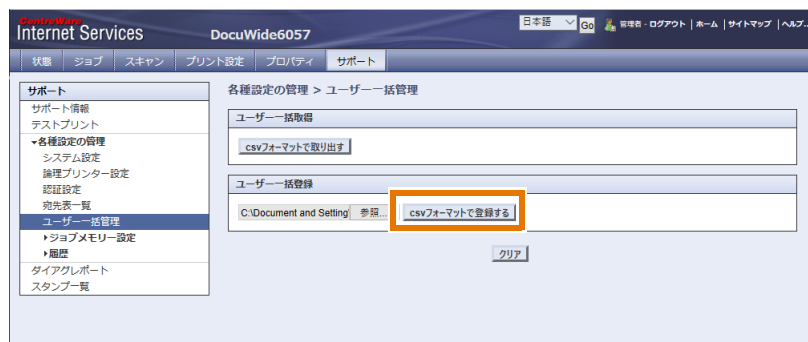 CentreWare
Internet Services
DocuWide6057
日本語
Go
管理者 - ログアウト | ホーム | サイトマップ | ヘルプ...
状態 ジョブ スキャン プリント設定 プロパティ サポート
サポート
サポート情報
テストプリント
▾各種設定の管理
システム設定
論理プリンター設定
認証設定
宛先表一覧
ユーザー一括管理
▸ジョブメモリー設定
▸履歴
ダイアグレポート
スタンプ一覧
各種設定の管理 > ユーザー一括管理
ユーザー一括取得
csvフォーマットで取り出す
ユーザー一括登録
C:\Document and Setting 参照... csvフォーマットで登録する
クリア